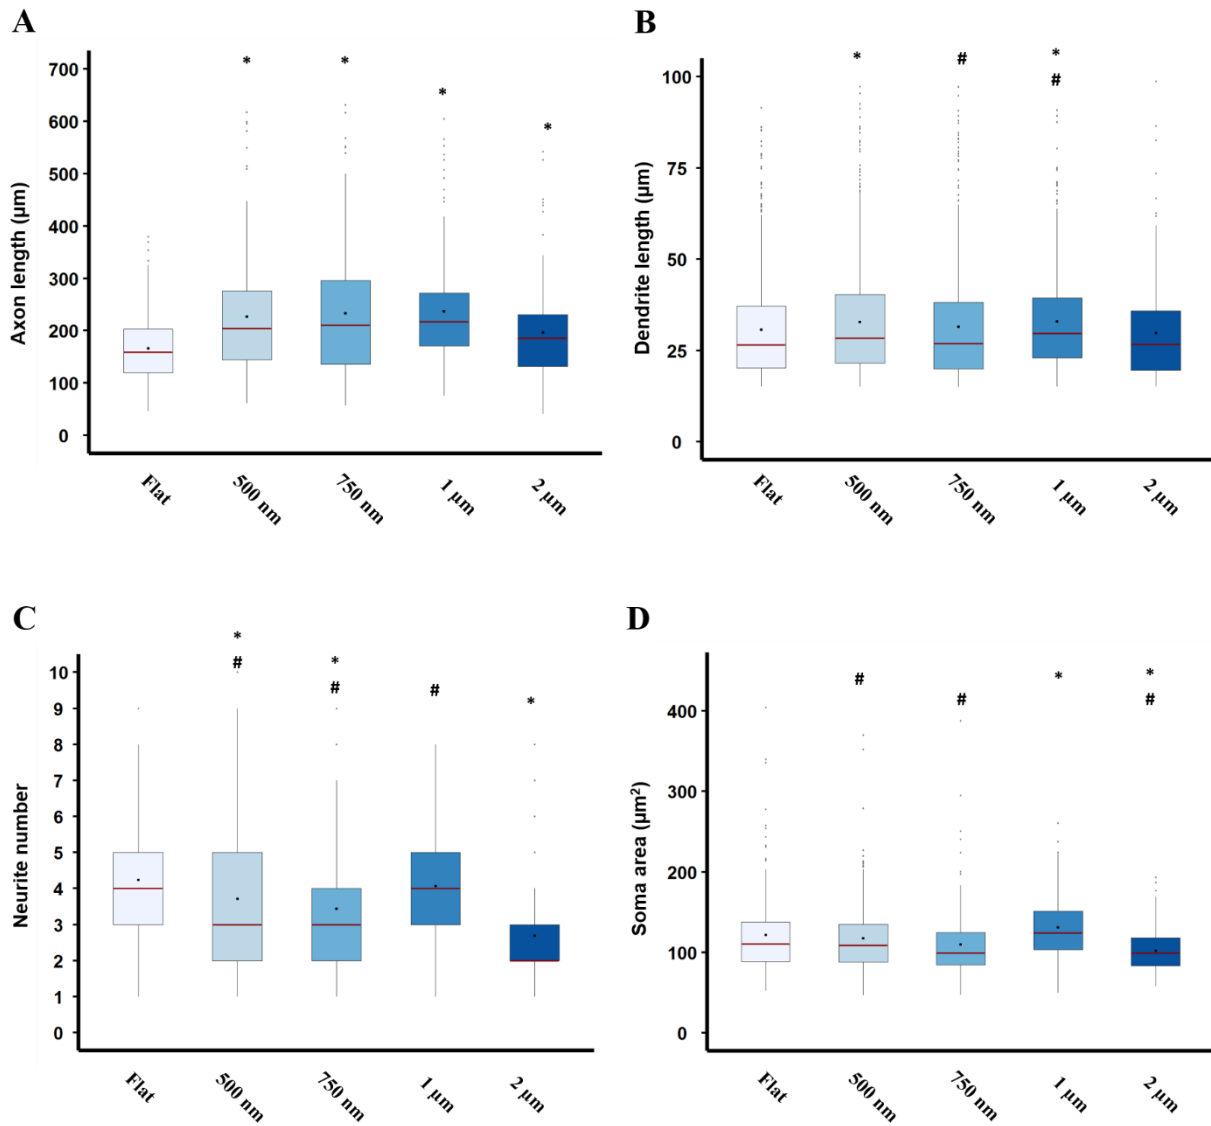 A
Axon length (µm)
700
600
500
400
300
200
100
0
* * * *
Flat
500 nm
750 nm
1 µm
2 µm
B
Dendrite length (µm)
100
75
50
25
0
* # *
#
Flat
500 nm
750 nm
1 µm
2 µm
C
Neurite number
10
9
8
7
6
5
4
3
2
1
0
* * # *
# #
Flat
500 nm
750 nm
1 µm
2 µm
D
Soma area (µm²)
400
300
200
100
0
# # * *
#
Flat
500 nm
750 nm
1 µm
2 µm